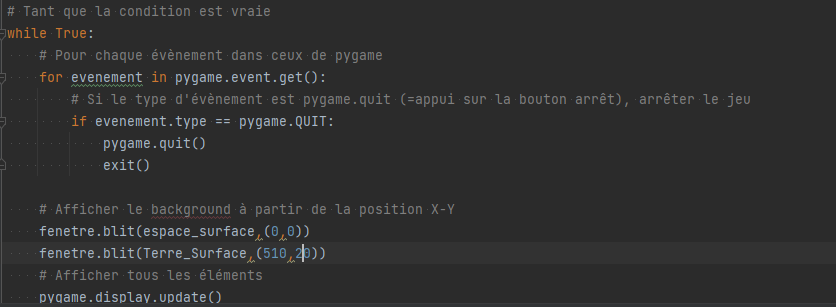 # Tant que la condition est vraie
while True:
# Pour chaque évènement dans ceux de pygame
for evenement in pygame.event.get():
# Si le type d'évènement est pygame.quit (=appui sur la bouton arrêt), arrêter le jeu
if evenement.type == pygame.QUIT:
pygame.quit()
exit()
# Afficher le background à partir de la position X-Y
fenetre.blit(espace_surface,(0,0))
fenetre.blit(Terre_Surface,(510,20))
# Afficher tous les éléments
pygame.display.update()